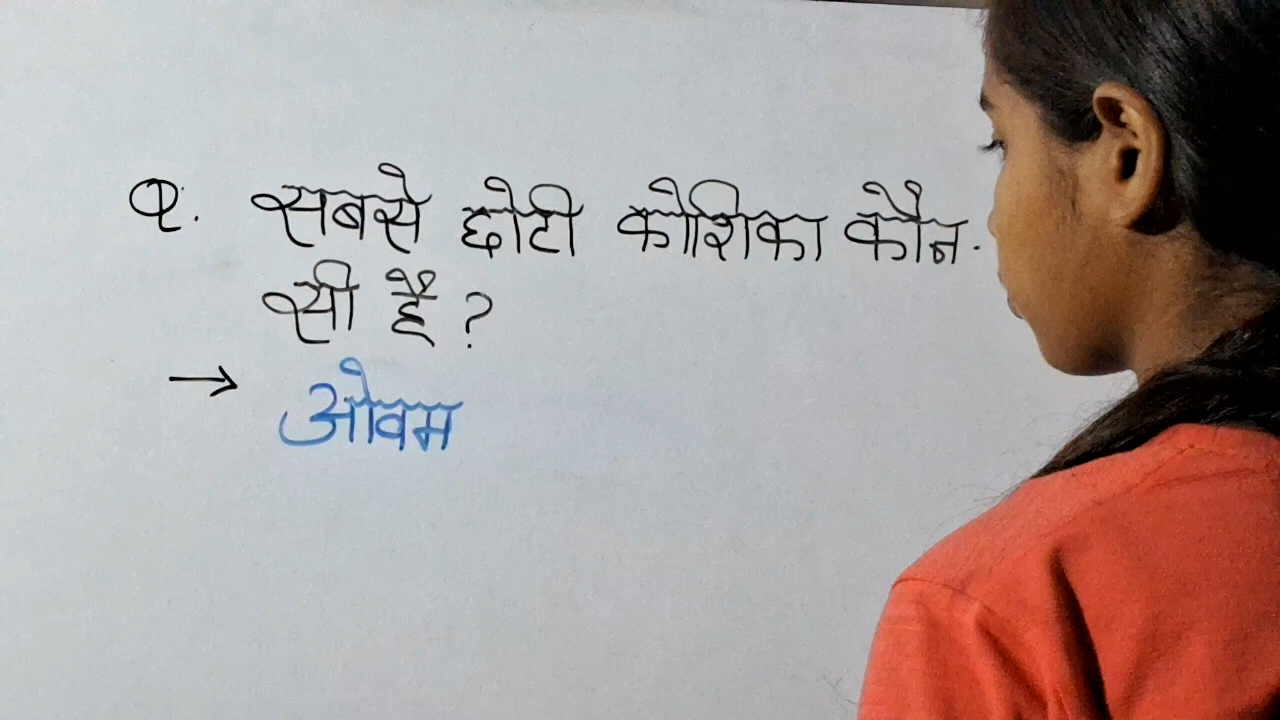 Q. सबसे छोटी कोशिका कौन-
सी है ?
→ ओवम